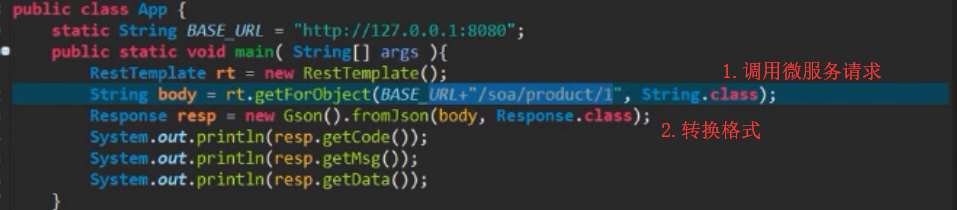 public class App {
static String BASE_URL = "http://127.0.0.1:8080";
public static void main( String[] args ){
RestTemplate rt = new RestTemplate();
1.调用微服务请求
String body = rt.getForObject(BASE_URL+"/soa/product/1", String.class);
Response resp = new Gson().fromJson(body, Response.class);
2.转换格式
System.out.println(resp.getCode());
System.out.println(resp.getMsg());
System.out.println(resp.getData());
}